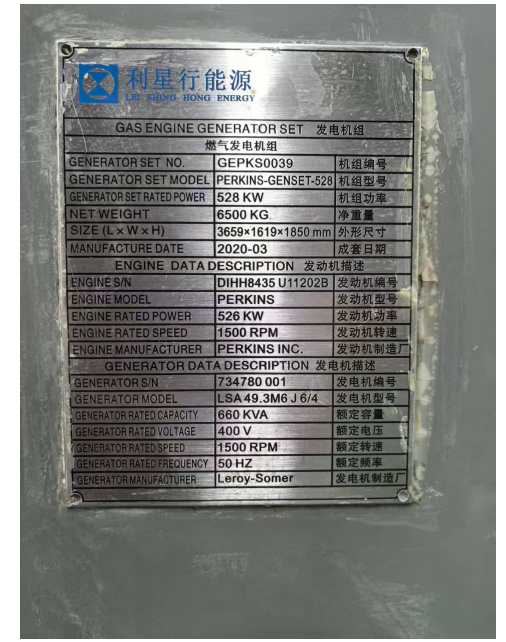 利星行能源
LEI SHING HONG ENERGY
GAS ENGINE GENERATOR SET 发电机组
燃气发电机组
GENERATOR SET NO. GEPKS0039 机组编号
GENERATOR SET MODEL PERKINS-GENSET-528 机组型号
GENERATOR SET RATED POWER 528 KW 机组功率
NET WEIGHT 6500 KG 净重量
SIZE (L×W×H) 3659×1619×1850 mm 外形尺寸
MANUFACTURE DATE 2020-03 成套日期
ENGINE DATA DESCRIPTION 发动机描述
ENGINE S/N DIHH8435 U11202B 发动机编号
ENGINE MODEL PERKINS 发动机型号
ENGINE RATED POWER 526 KW 发动机功率
ENGINE RATED SPEED 1500 RPM 发动机转速
ENGINE MANUFACTURER PERKINS INC. 发动机制造厂
GENERATOR DATA DESCRIPTION 发电机描述
GENERATOR S/N 734780 001 发电机编号
GENERATOR MODEL LSA 49.3M6 J 6/4 发电机型号
GENERATOR RATED CAPACITY 660 KVA 额定容量
GENERATOR RATED VOLTAGE 400 V 额定电压
GENERATOR RATED SPEED 1500 RPM 额定转速
GENERATOR RATED FREQUENCY 50 HZ 额定频率
GENERATOR MANUFACTURER Leroy-Somer 发电机制造厂